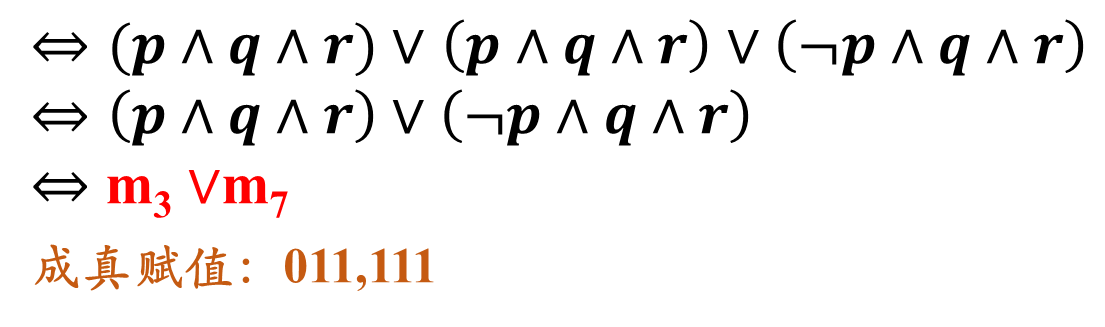 ⇔ (p ∧ q ∧ r) ∨ (p ∧ q ∧ r) ∨ (¬p ∧ q ∧ r)
⇔ (p ∧ q ∧ r) ∨ (¬p ∧ q ∧ r)
⇔ m₃ ∨m₇
成真赋值：011,111